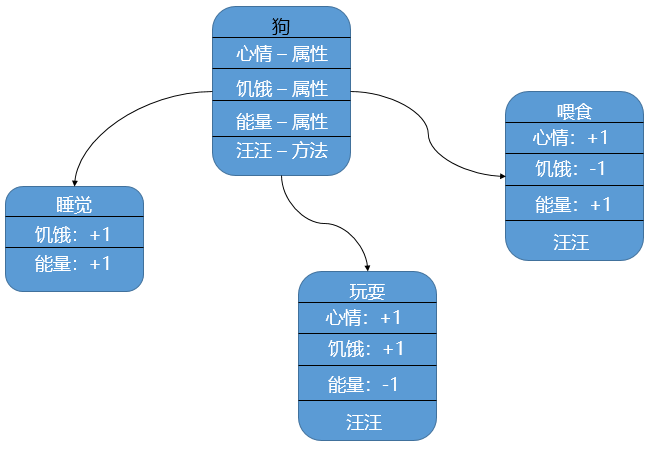 狗
心情 – 属性
饥饿 – 属性
能量 – 属性
汪汪 – 方法
喂食
心情：+1
饥饿：-1
能量：+1
汪汪
睡觉
饥饿：+1
能量：+1
玩耍
心情：+1
饥饿：+1
能量：-1
汪汪